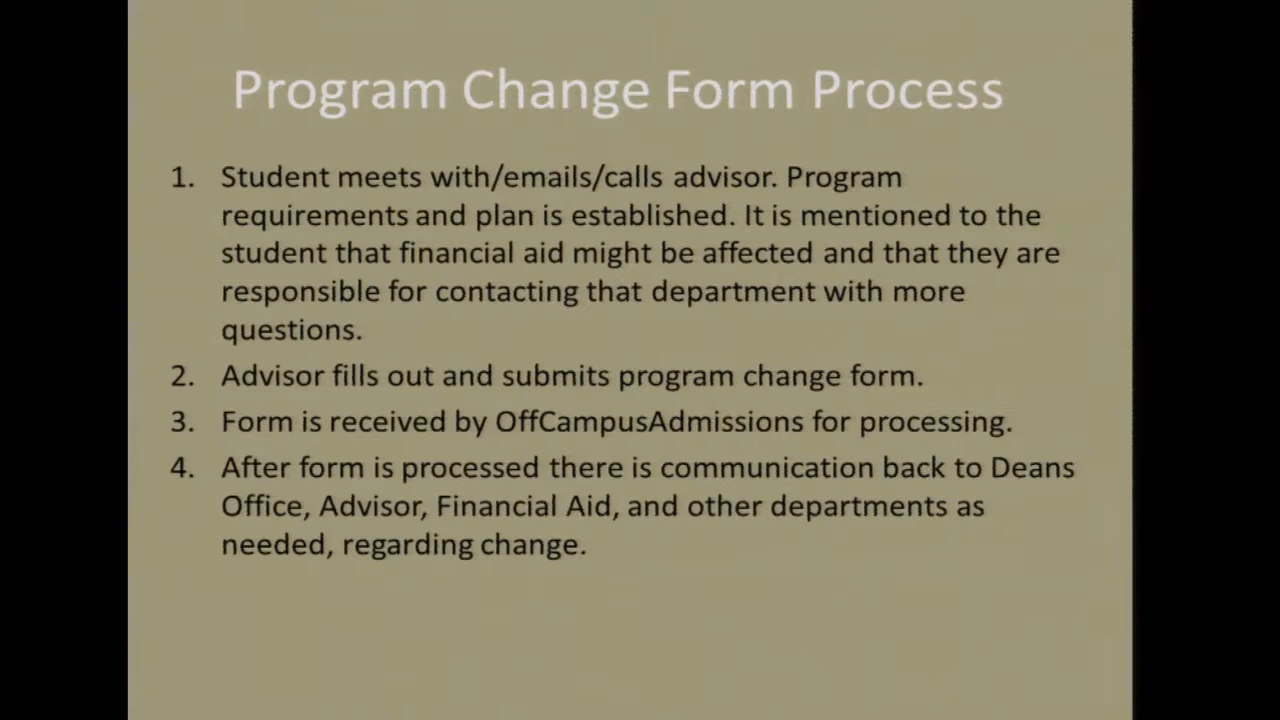 Program Change Form Process
1. Student meets with/emails/calls advisor. Program
requirements and plan is established. It is mentioned to the
student that financial aid might be affected and that they are
responsible for contacting that department with more
questions.
2. Advisor fills out and submits program change form.
3. Form is received by OffCampusAdmissions for processing.
4. After form is processed there is communication back to Deans
Office, Advisor, Financial Aid, and other departments as
needed, regarding change.